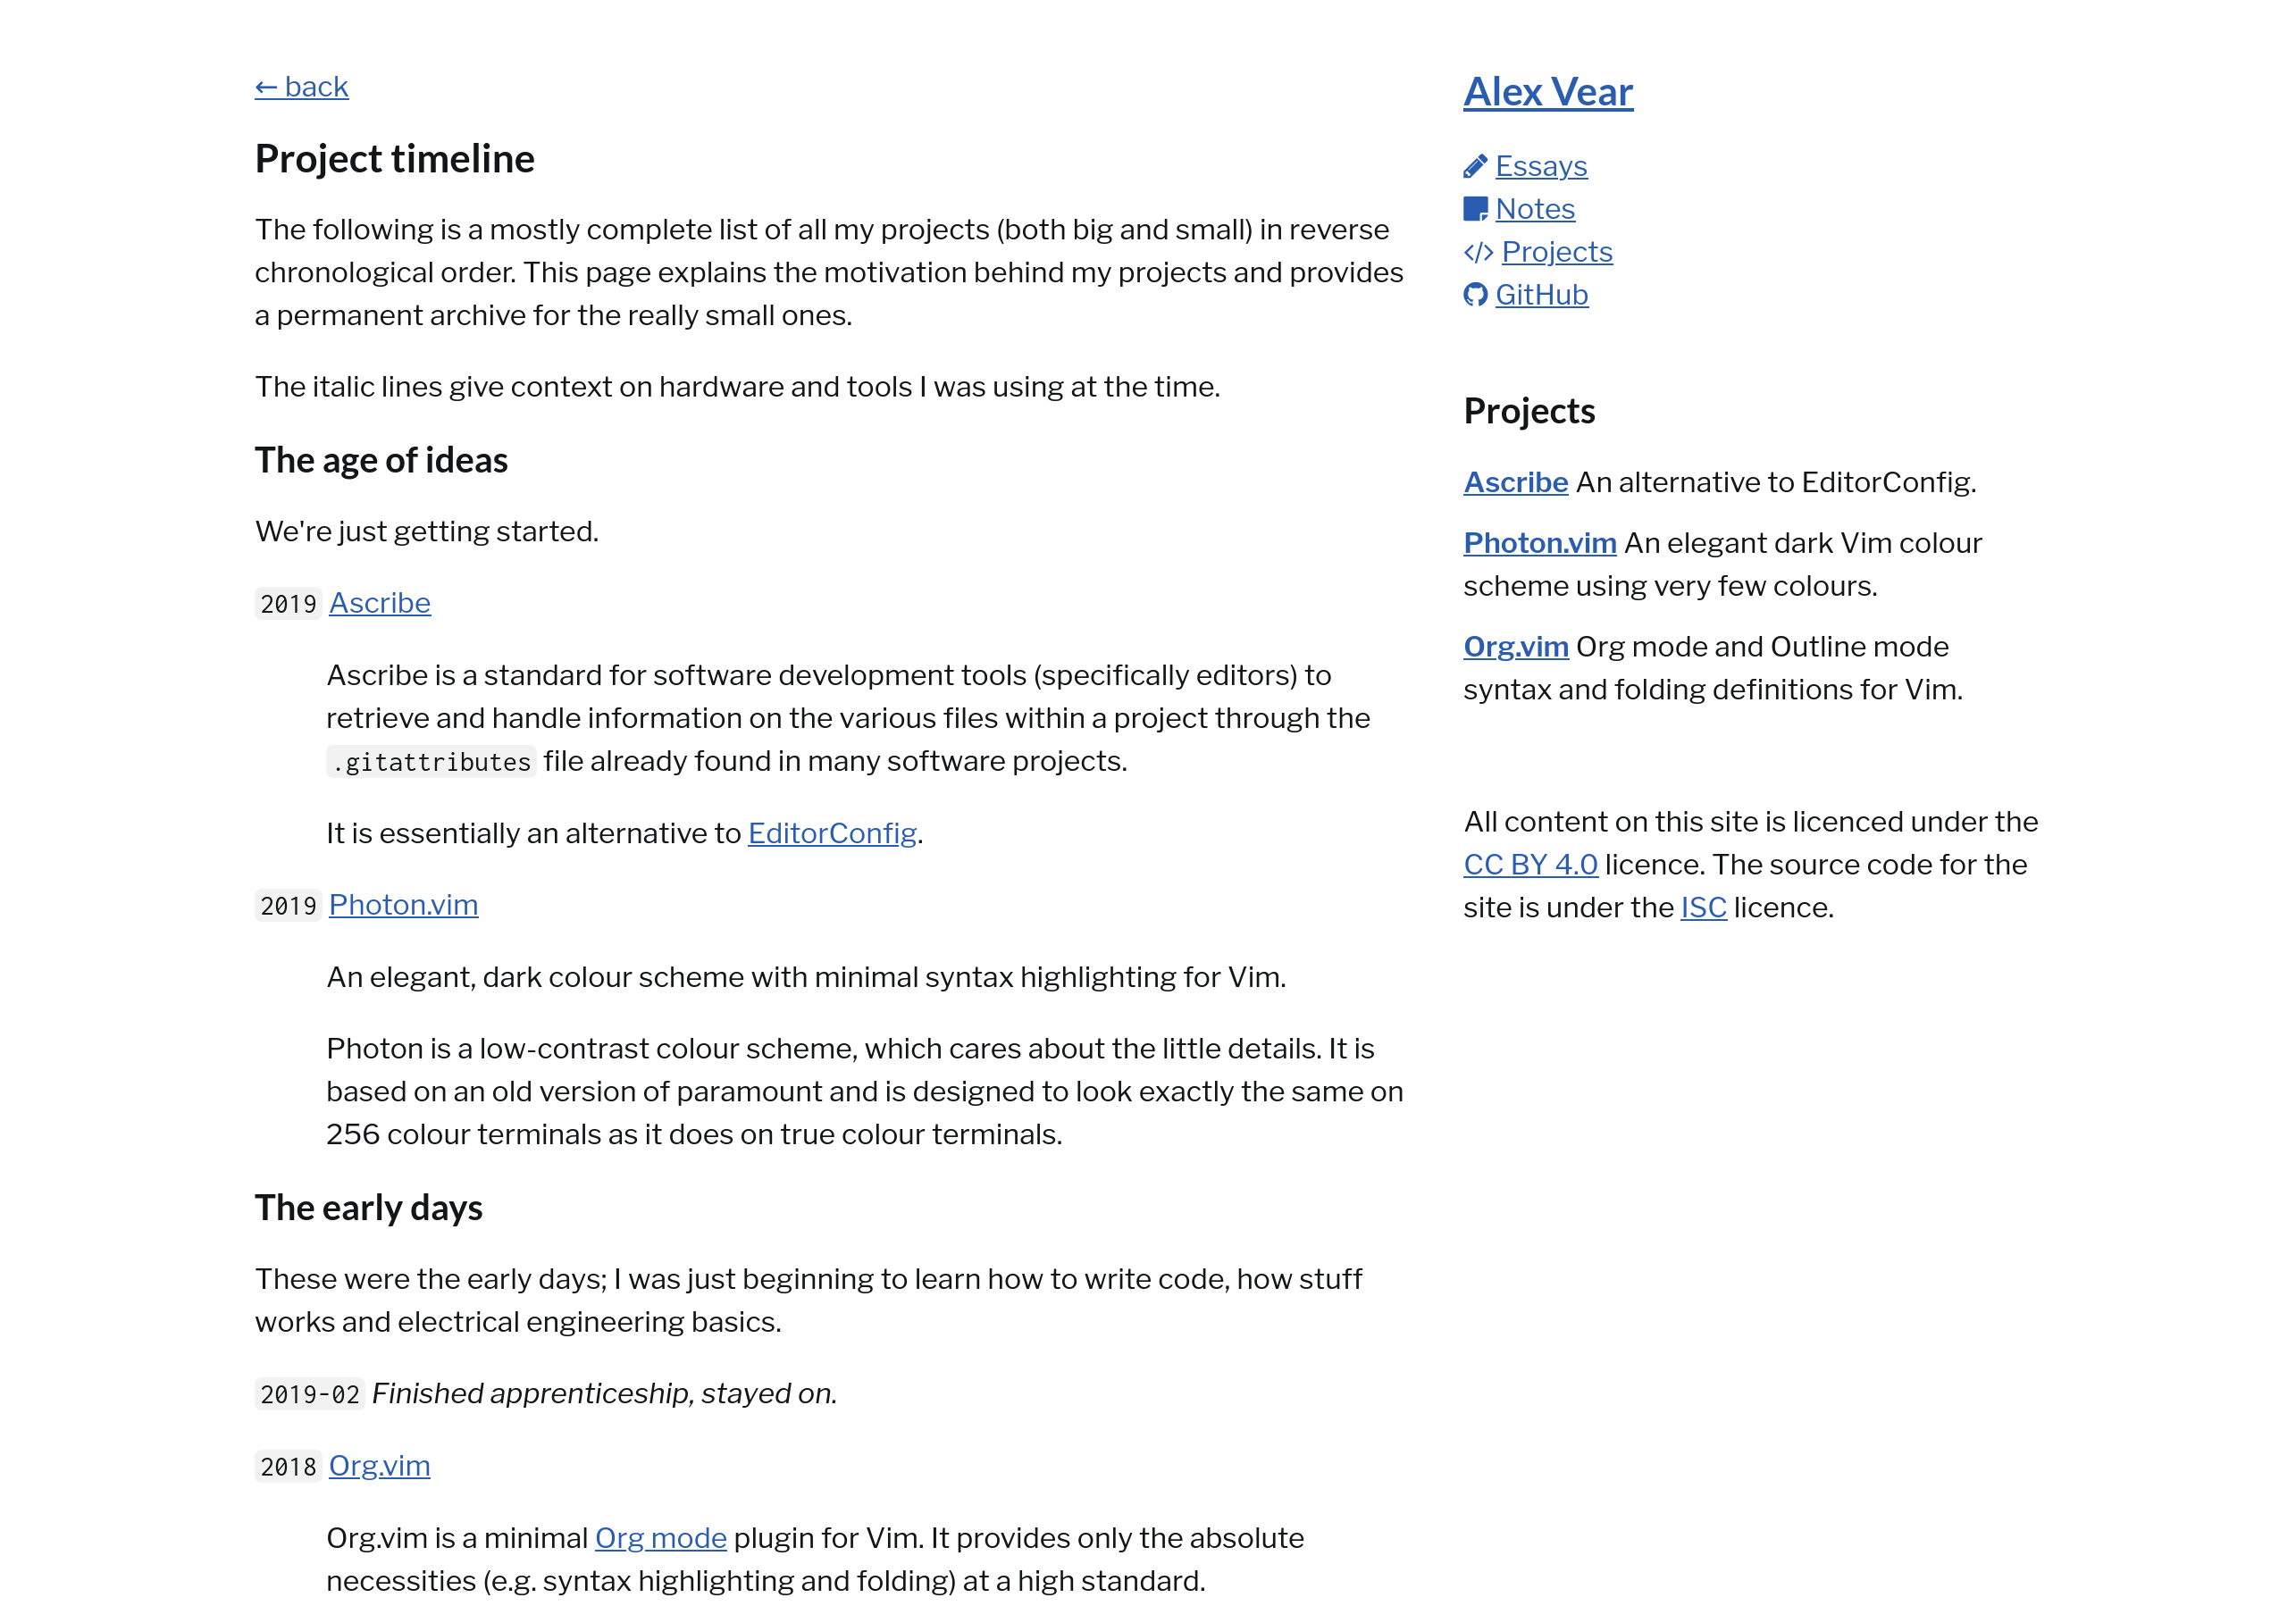 ← back
Project timeline
The following is a mostly complete list of all my projects (both big and small) in reverse
chronological order. This page explains the motivation behind my projects and provides
a permanent archive for the really small ones.
The italic lines give context on hardware and tools I was using at the time.
The age of ideas
We're just getting started.
2019 Ascribe
Ascribe is a standard for software development tools (specifically editors) to
retrieve and handle information on the various files within a project through the
.gitattributes file already found in many software projects.
It is essentially an alternative to EditorConfig.
2019 Photon.vim
An elegant, dark colour scheme with minimal syntax highlighting for Vim.
Photon is a low-contrast colour scheme, which cares about the little details. It is
based on an old version of paramount and is designed to look exactly the same on
256 colour terminals as it does on true colour terminals.
The early days
These were the early days; I was just beginning to learn how to write code, how stuff
works and electrical engineering basics.
2019-02 Finished apprenticeship, stayed on.
2018 Org.vim
Org.vim is a minimal Org mode plugin for Vim. It provides only the absolute
necessities (e.g. syntax highlighting and folding) at a high standard.
Alex Vear
Essays
Notes
Projects
GitHub
Projects
Ascribe An alternative to EditorConfig.
Photon.vim An elegant dark Vim colour
scheme using very few colours.
Org.vim Org mode and Outline mode
syntax and folding definitions for Vim.
All content on this site is licenced under the
CC BY 4.0 licence. The source code for the
site is under the ISC licence.